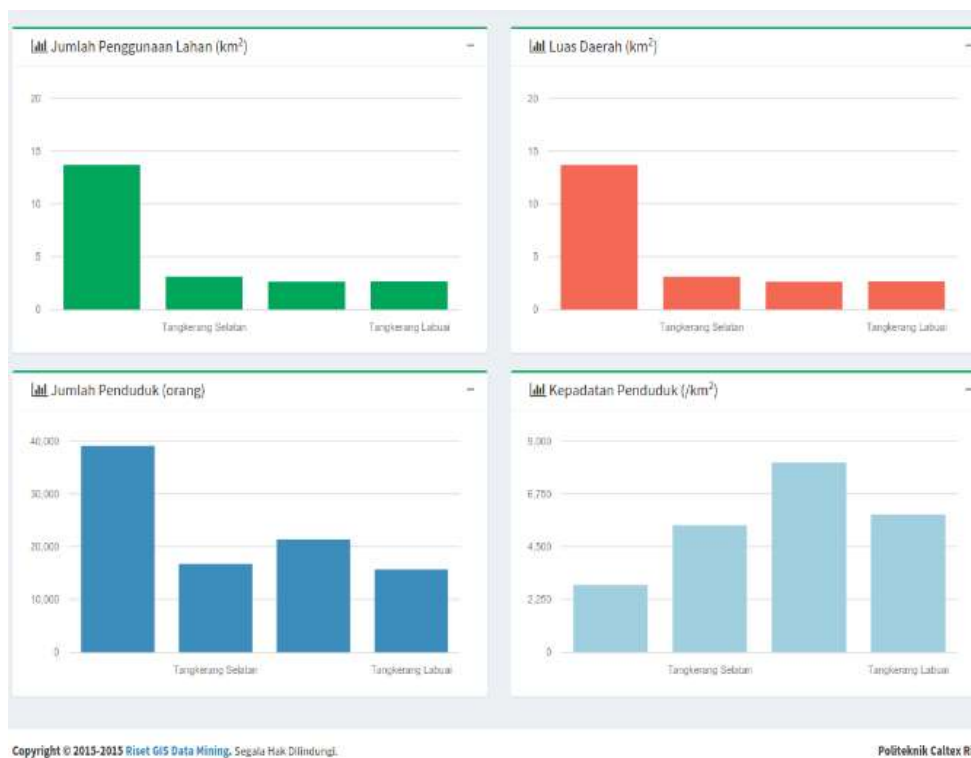 Jumlah Penggunaan Lahan (km²)
20
15
10
5
0
Tangkerang Selatan
Tangkerang Labuai
Luas Daerah (km²)
20
15
10
5
0
Tangkerang Selatan
Tangkerang Labuai
Jumlah Penduduk (orang)
40,000
30,000
20,000
10,000
0
Tangkerang Selatan
Tangkerang Labuai
Kepadatan Penduduk (/km²)
9,000
6,750
4,500
2,250
0
Tangkerang Selatan
Tangkerang Labuai
Copyright © 2015-2015 Riset GIS Data Mining. Segala Hak Dilindungi.
Politeknik Caltex R